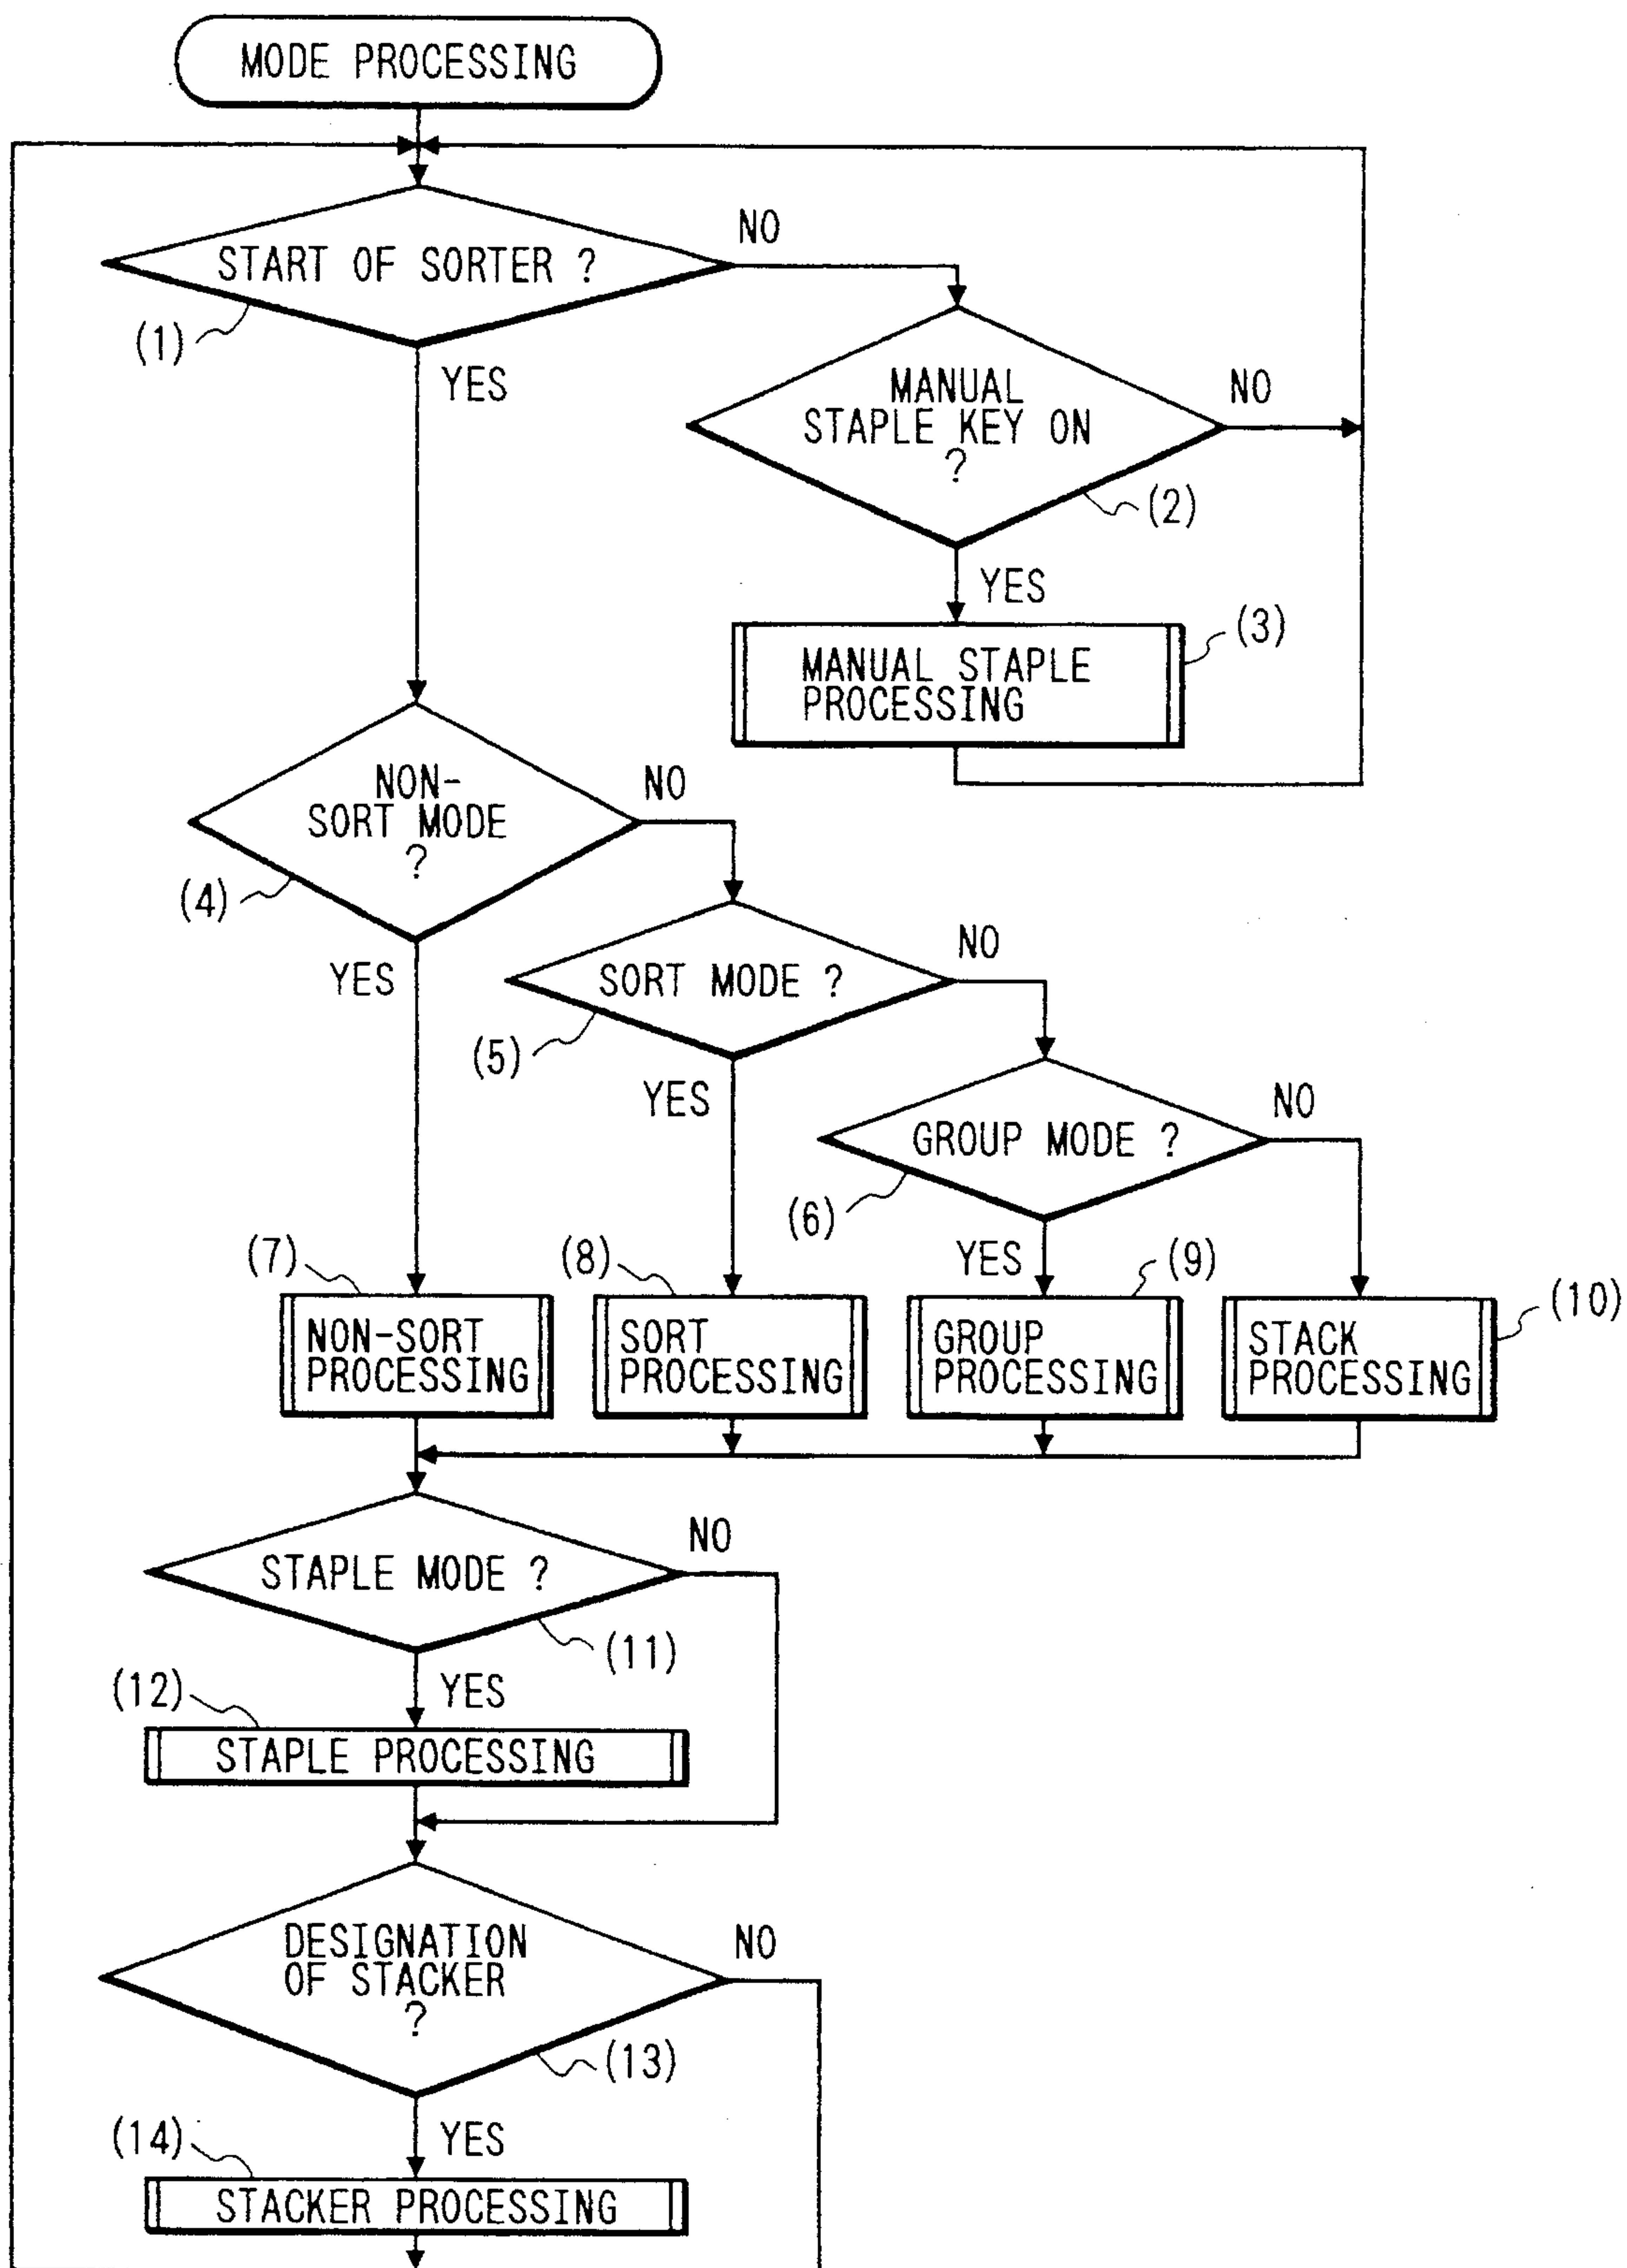 MODE PROCESSING
NO
START OF SORTER ?
(1)
YES
MANUAL
STAPLE KEY ON
?
NO
(2)
YES
(3)
MANUAL STAPLE
PROCESSING
NON-
SORT MODE
?
NO
(4)
YES
SORT MODE ?
NO
(5)
YES
GROUP MODE ?
NO
(6)
YES
(7)
(8)
(9)
(10)
NON-SORT
PROCESSING
SORT
PROCESSING
GROUP
PROCESSING
STACK
PROCESSING
STAPLE MODE ?
NO
(11)
YES
(12)
STAPLE PROCESSING
DESIGNATION
OF STACKER
?
NO
(13)
YES
(14)
STACKER PROCESSING